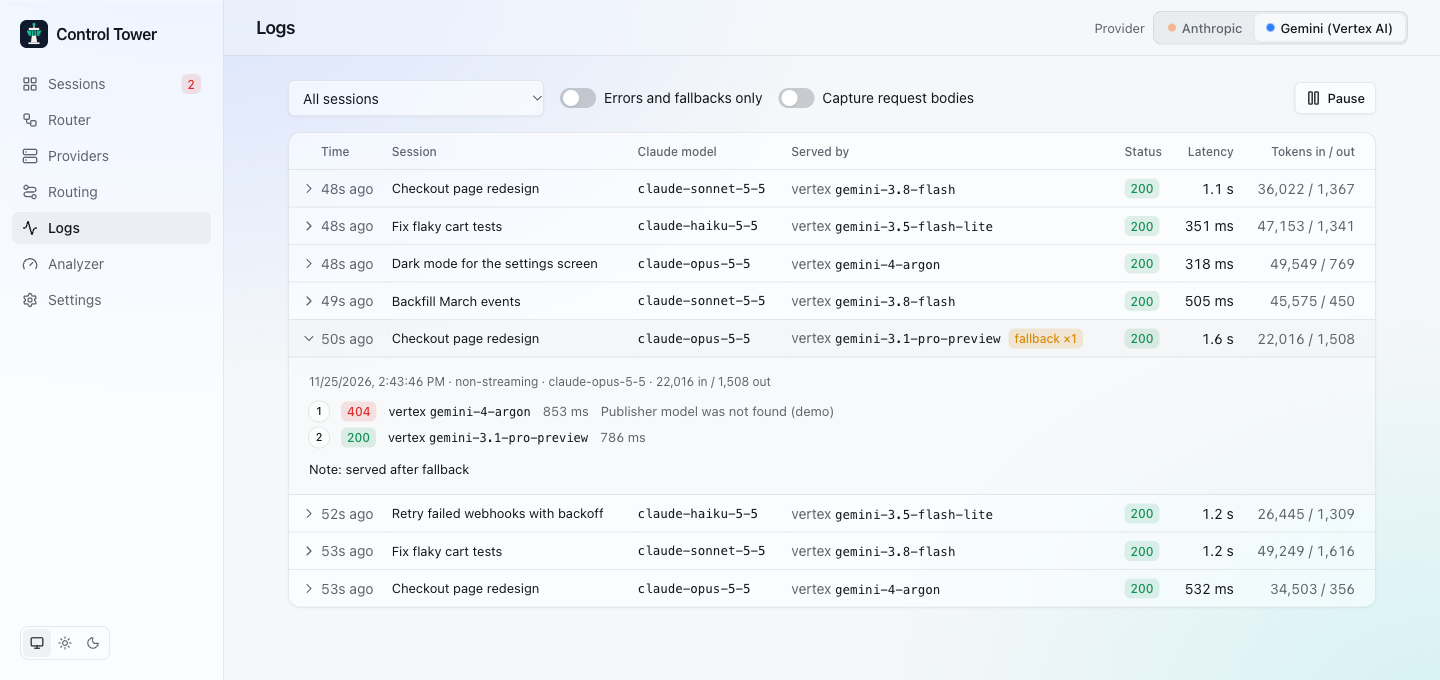 Control Tower
Logs
Provider
Anthropic
Gemini (Vertex AI)
Sessions
2
Router
Providers
Routing
Logs
Analyzer
Settings
All sessions
Errors and fallbacks only
Capture request bodies
Pause
Time Session Claude model Served by Status Latency Tokens in / out
48s ago Checkout page redesign claude-sonnet-5-5 vertex gemini-3.8-flash 200 1.1 s 36,022 / 1,367
48s ago Fix flaky cart tests claude-haiku-5-5 vertex gemini-3.5-flash-lite 200 351 ms 47,153 / 1,341
48s ago Dark mode for the settings screen claude-opus-5-5 vertex gemini-4-argon 200 318 ms 49,549 / 769
49s ago Backfill March events claude-sonnet-5-5 vertex gemini-3.8-flash 200 505 ms 45,575 / 450
50s ago Checkout page redesign claude-opus-5-5 vertex gemini-3.1-pro-preview fallback ×1 200 1.6 s 22,016 / 1,508
11/25/2026, 2:43:46 PM · non-streaming · claude-opus-5-5 · 22,016 in / 1,508 out
1 404 vertex gemini-4-argon 853 ms Publisher model was not found (demo)
2 200 vertex gemini-3.1-pro-preview 786 ms
Note: served after fallback
52s ago Retry failed webhooks with backoff claude-haiku-5-5 vertex gemini-3.5-flash-lite 200 1.2 s 26,445 / 1,309
53s ago Fix flaky cart tests claude-sonnet-5-5 vertex gemini-3.8-flash 200 1.2 s 49,249 / 1,616
53s ago Checkout page redesign claude-opus-5-5 vertex gemini-4-argon 200 532 ms 34,503 / 356